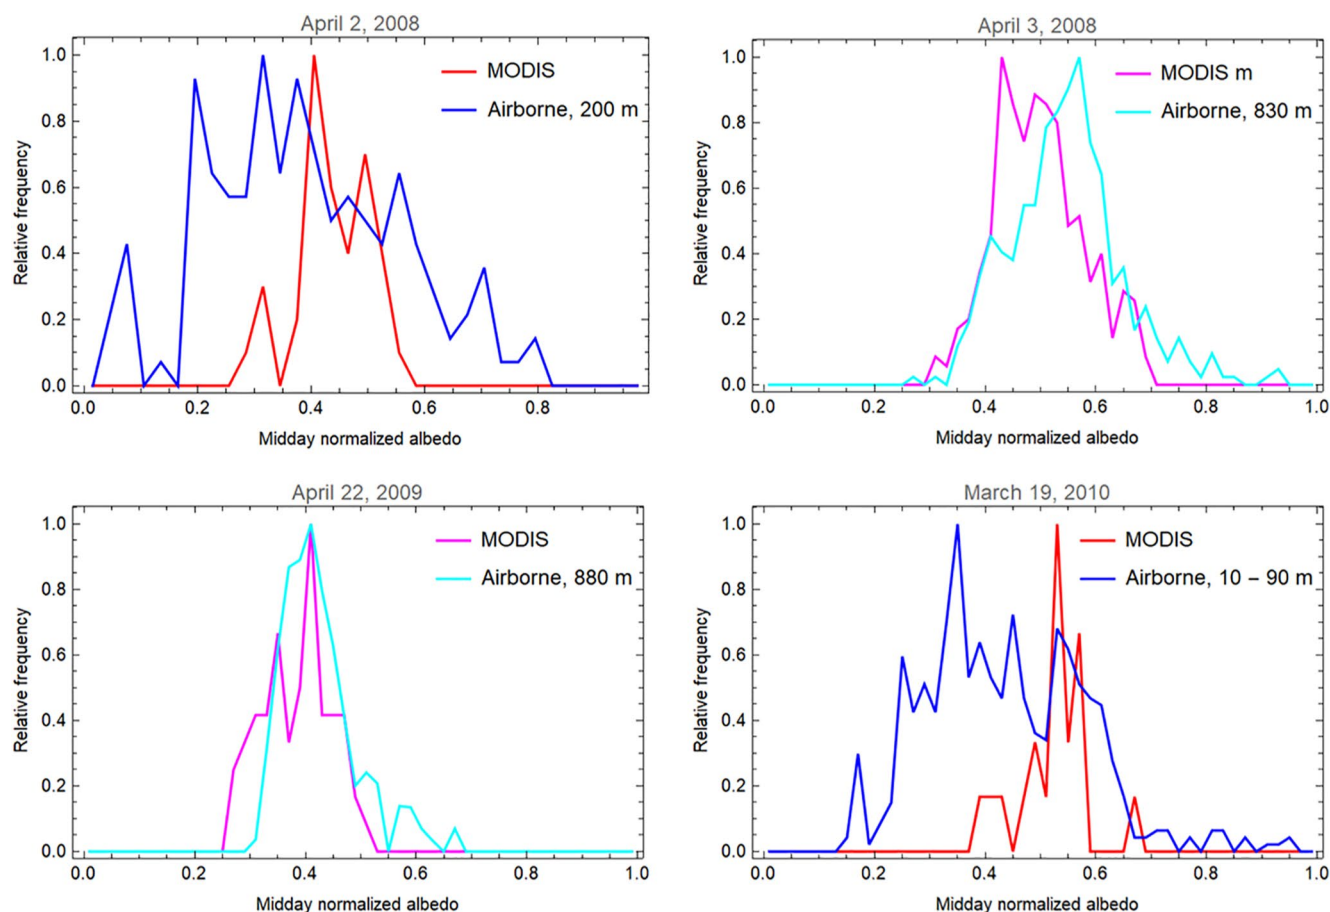 April 2, 2008
1.0
0.8
0.6
0.4
0.2
0.0
Relative frequency
MODIS
Airborne, 200 m
0.0 0.2 0.4 0.6 0.8
Midday normalized albedo
April 3, 2008
1.0
0.8
0.6
0.4
0.2
0.0
Relative frequency
MODIS m
Airborne, 830 m
0.0 0.2 0.4 0.6 0.8 1.0
Midday normalized albedo
April 22, 2009
1.0
0.8
0.6
0.4
0.2
0.0
Relative frequency
MODIS
Airborne, 880 m
0.0 0.2 0.4 0.6 0.8 1.0
Midday normalized albedo
March 19, 2010
1.0
0.8
0.6
0.4
0.2
0.0
Relative frequency
MODIS
Airborne, 10 – 90 m
0.0 0.2 0.4 0.6 0.8 1.0
Midday normalized albedo